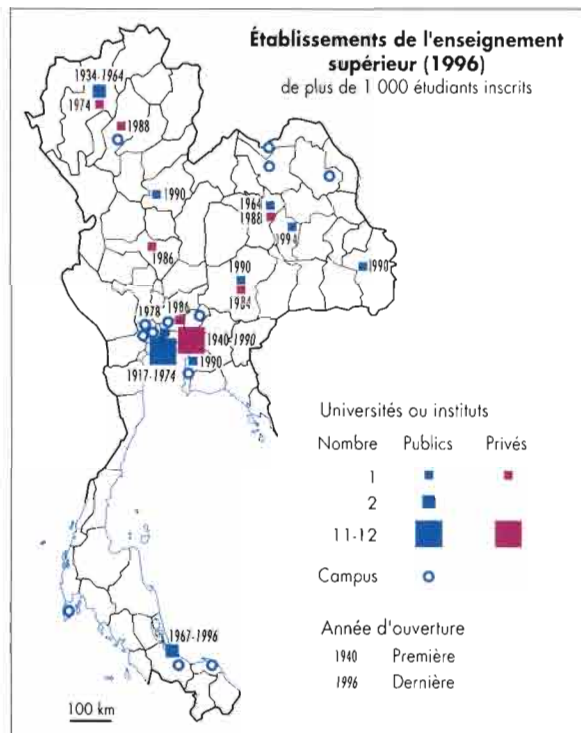 Établissements de l'enseignement
supérieur (1996)
de plus de 1 000 étudiants inscrits
1934-1964
1974
1988
1990
1964
1988
1994
1986
1990
1990
1984
1978
1986
1940-1990
1990
1917-1974
Universités ou instituts
Nombre Publics Privés
1
2
11-12
Campus
Année d'ouverture
1940 Première
1996 Dernière
1967-1996
100 km